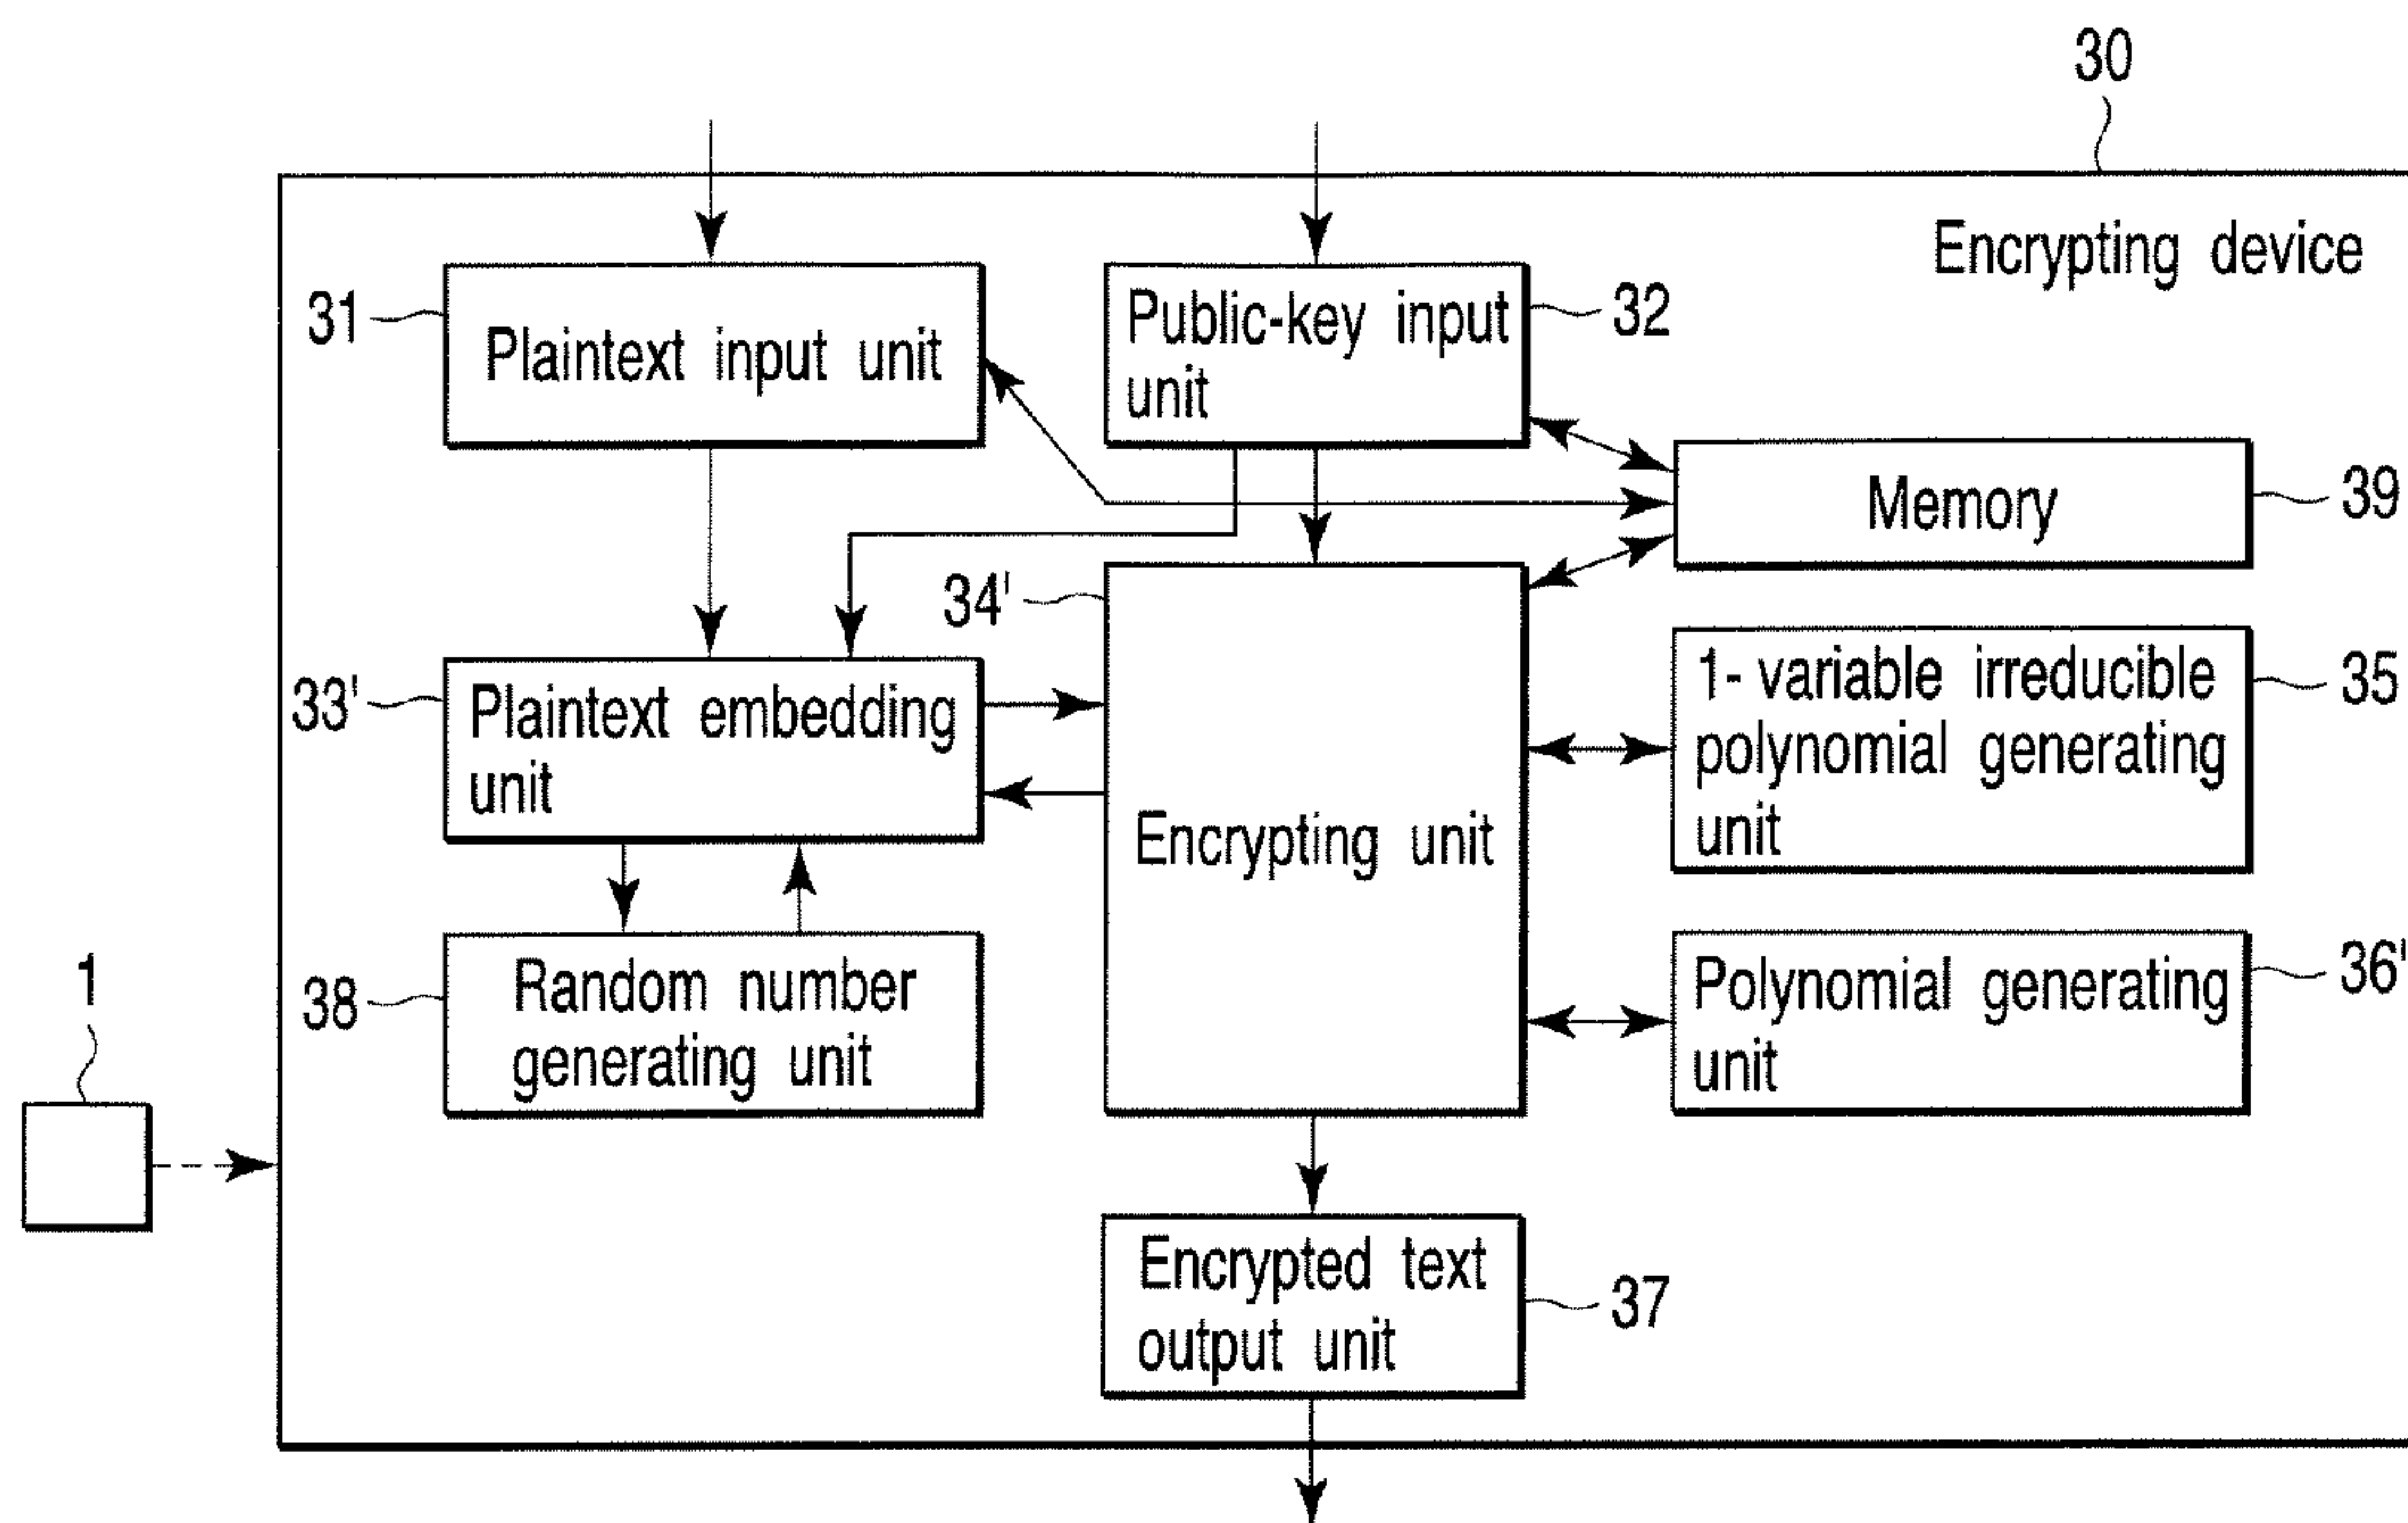 30
Encrypting device
31
Plaintext input unit
Public-key input
unit
32
Memory
39
34'
33'
Plaintext embedding
unit
Encrypting unit
1- variable irreducible
polynomial generating
unit
35
38
Random number
generating unit
Polynomial generating
unit
36'
1
Encrypted text
output unit
37